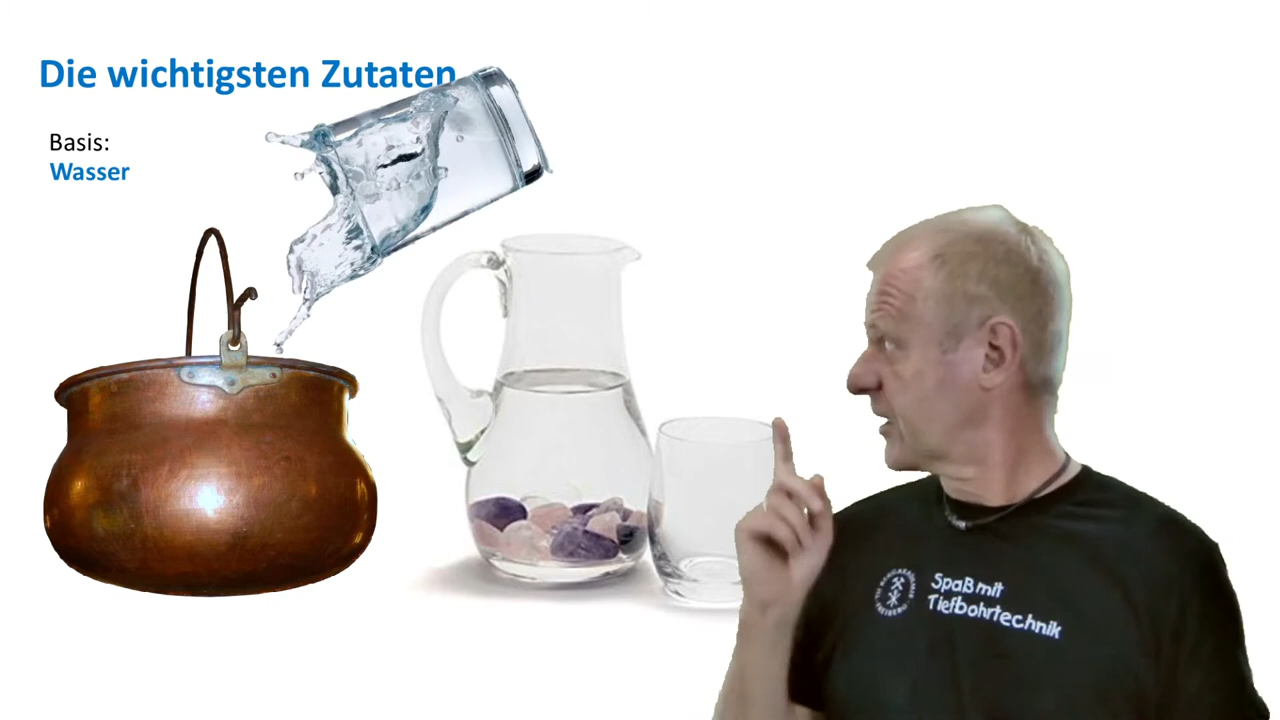 Die wichtigsten Zutaten
Basis:
Wasser
Spaß mit
Tiefbohrtechnik